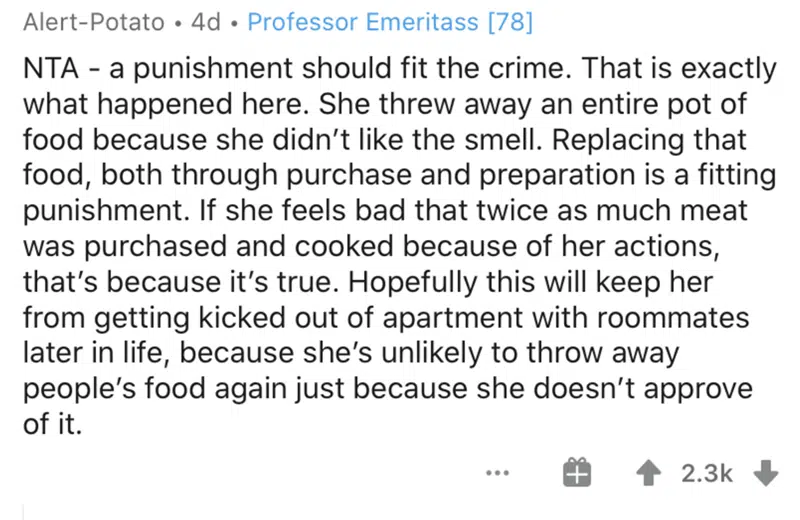 Alert-Potato • 4d • Professor Emeritass [78]
NTA - a punishment should fit the crime. That is exactly
what happened here. She threw away an entire pot of
food because she didn’t like the smell. Replacing that
food, both through purchase and preparation is a fitting
punishment. If she feels bad that twice as much meat
was purchased and cooked because of her actions,
that’s because it’s true. Hopefully this will keep her
from getting kicked out of apartment with roommates
later in life, because she’s unlikely to throw away
people’s food again just because she doesn’t approve
of it.
2.3k